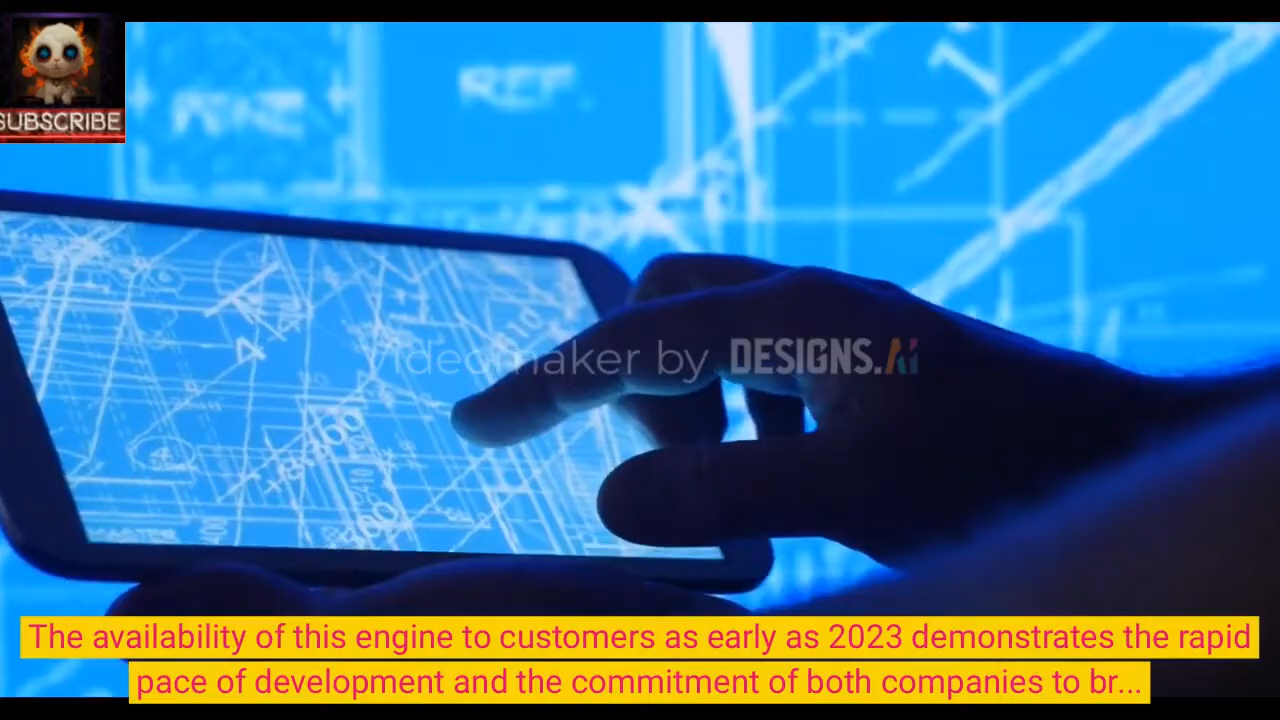 SUBSCRIBE
REF.
Videomaker by DESIGNS.AI
The availability of this engine to customers as early as 2023 demonstrates the rapid
pace of development and the commitment of both companies to br...